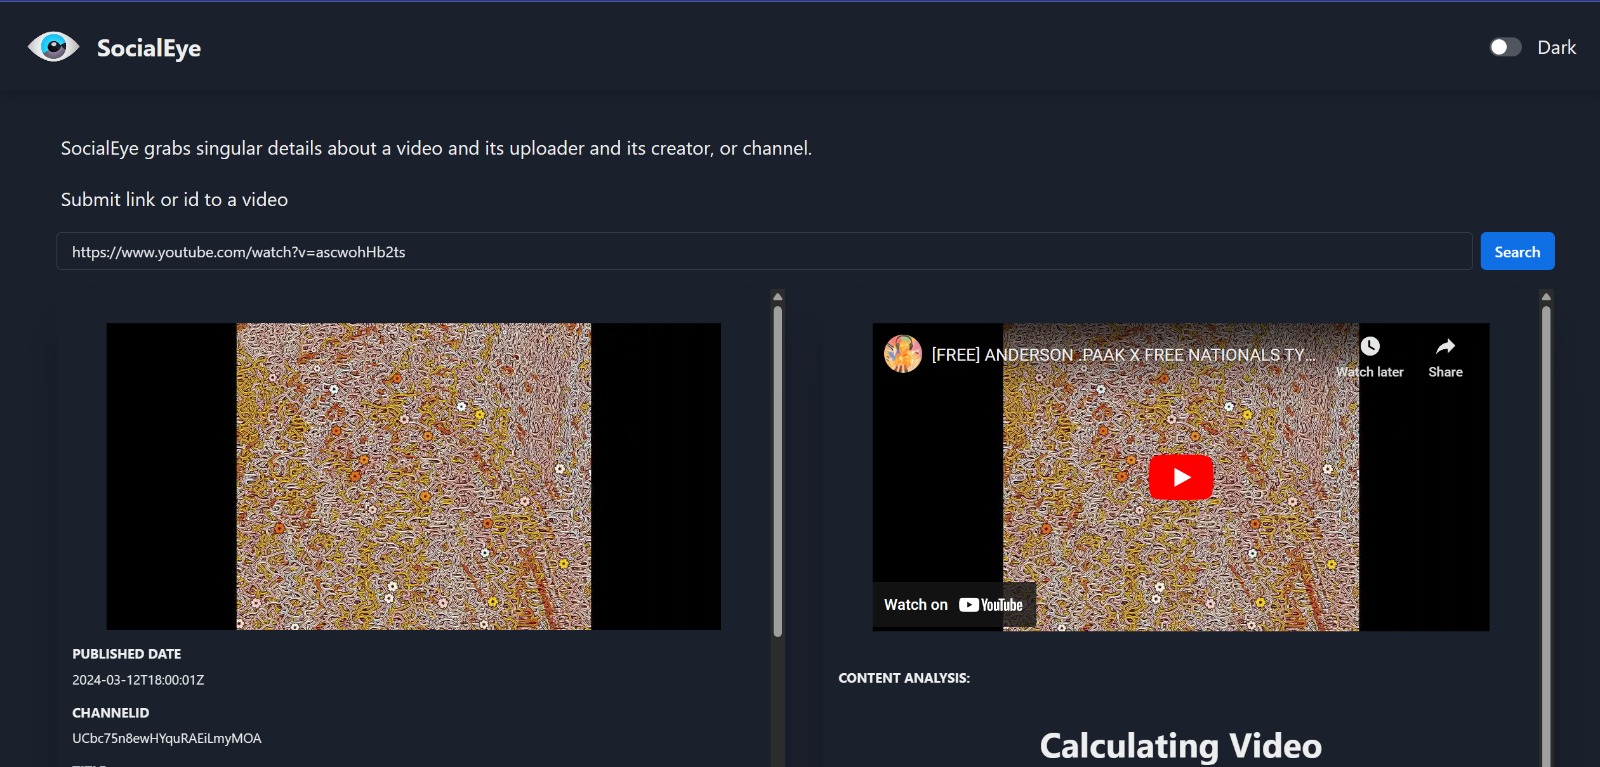 SocialEye
Dark
SocialEye grabs singular details about a video and its uploader and its creator, or channel.
Submit link or id to a video
https://www.youtube.com/watch?v=ascwohHb2ts
Search
[FREE] ANDERSON .PAAK X FREE NATIONALS TY...
Watch later
Share
Watch on YouTube
PUBLISHED DATE
2024-03-12T18:00:01Z
CHANNELID
UCbc75n8ewHYquRAEiLmyMOA
CONTENT ANALYSIS:
Calculating Video